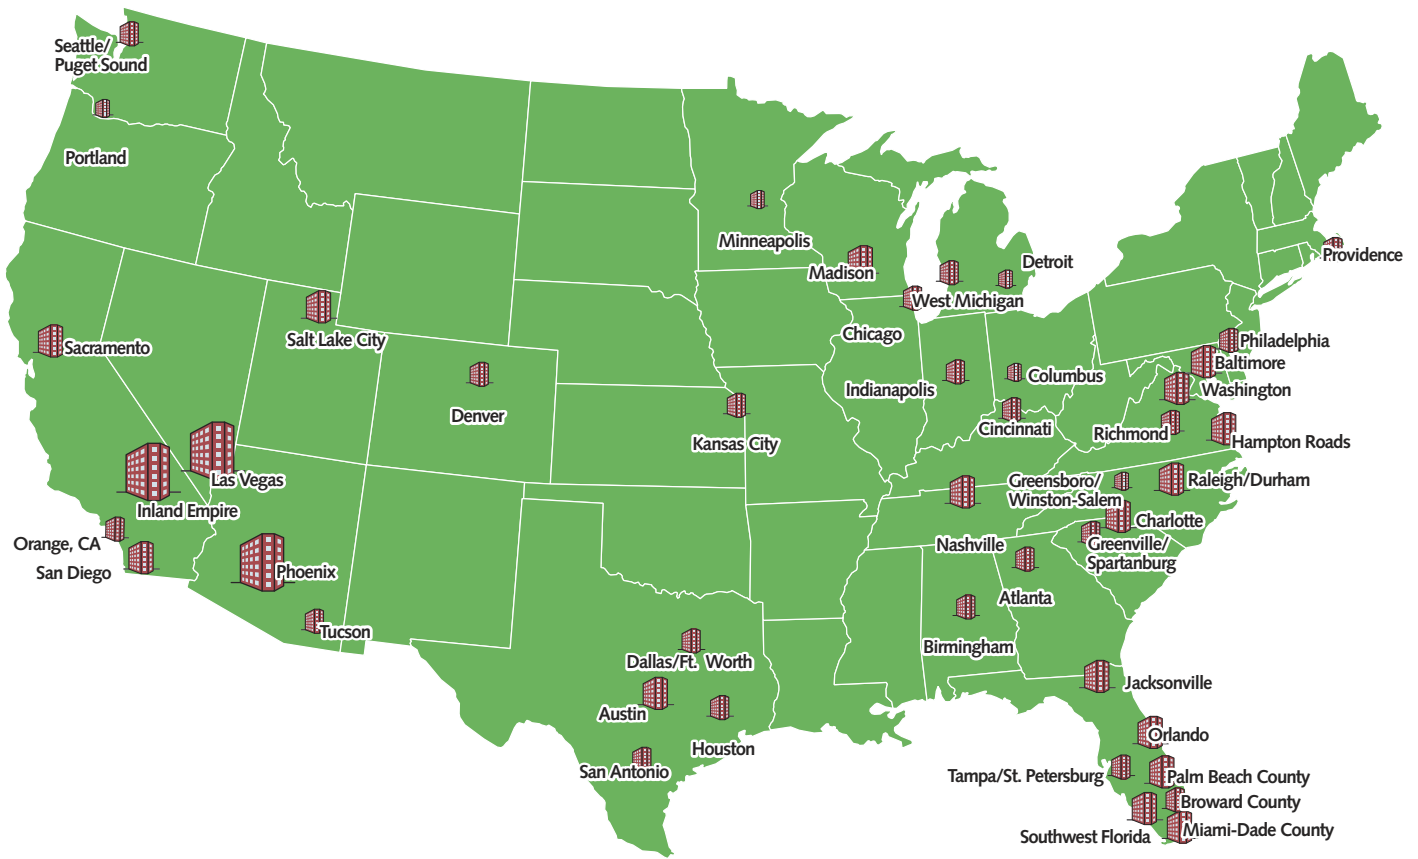 Seattle/
Puget Sound
Portland
Minneapolis
Madison
Detroit
West Michigan
Providence
Chicago
Salt Lake City
Sacramento
Philadelphia
Baltimore
Washington
Indianapolis
Columbus
Denver
Cincinnati
Richmond
Kansas City
Hampton Roads
Las Vegas
Greensboro/
Winston-Salem
Raleigh/Durham
Inland Empire
Charlotte
Orange, CA
Nashville
Greenville/
Spartanburg
San Diego
Phoenix
Atlanta
Tucson
Birmingham
Dallas/Ft. Worth
Jacksonville
Austin
Orlando
Houston
San Antonio
Tampa/St. Petersburg
Palm Beach County
Broward County
Southwest Florida
Miami-Dade County